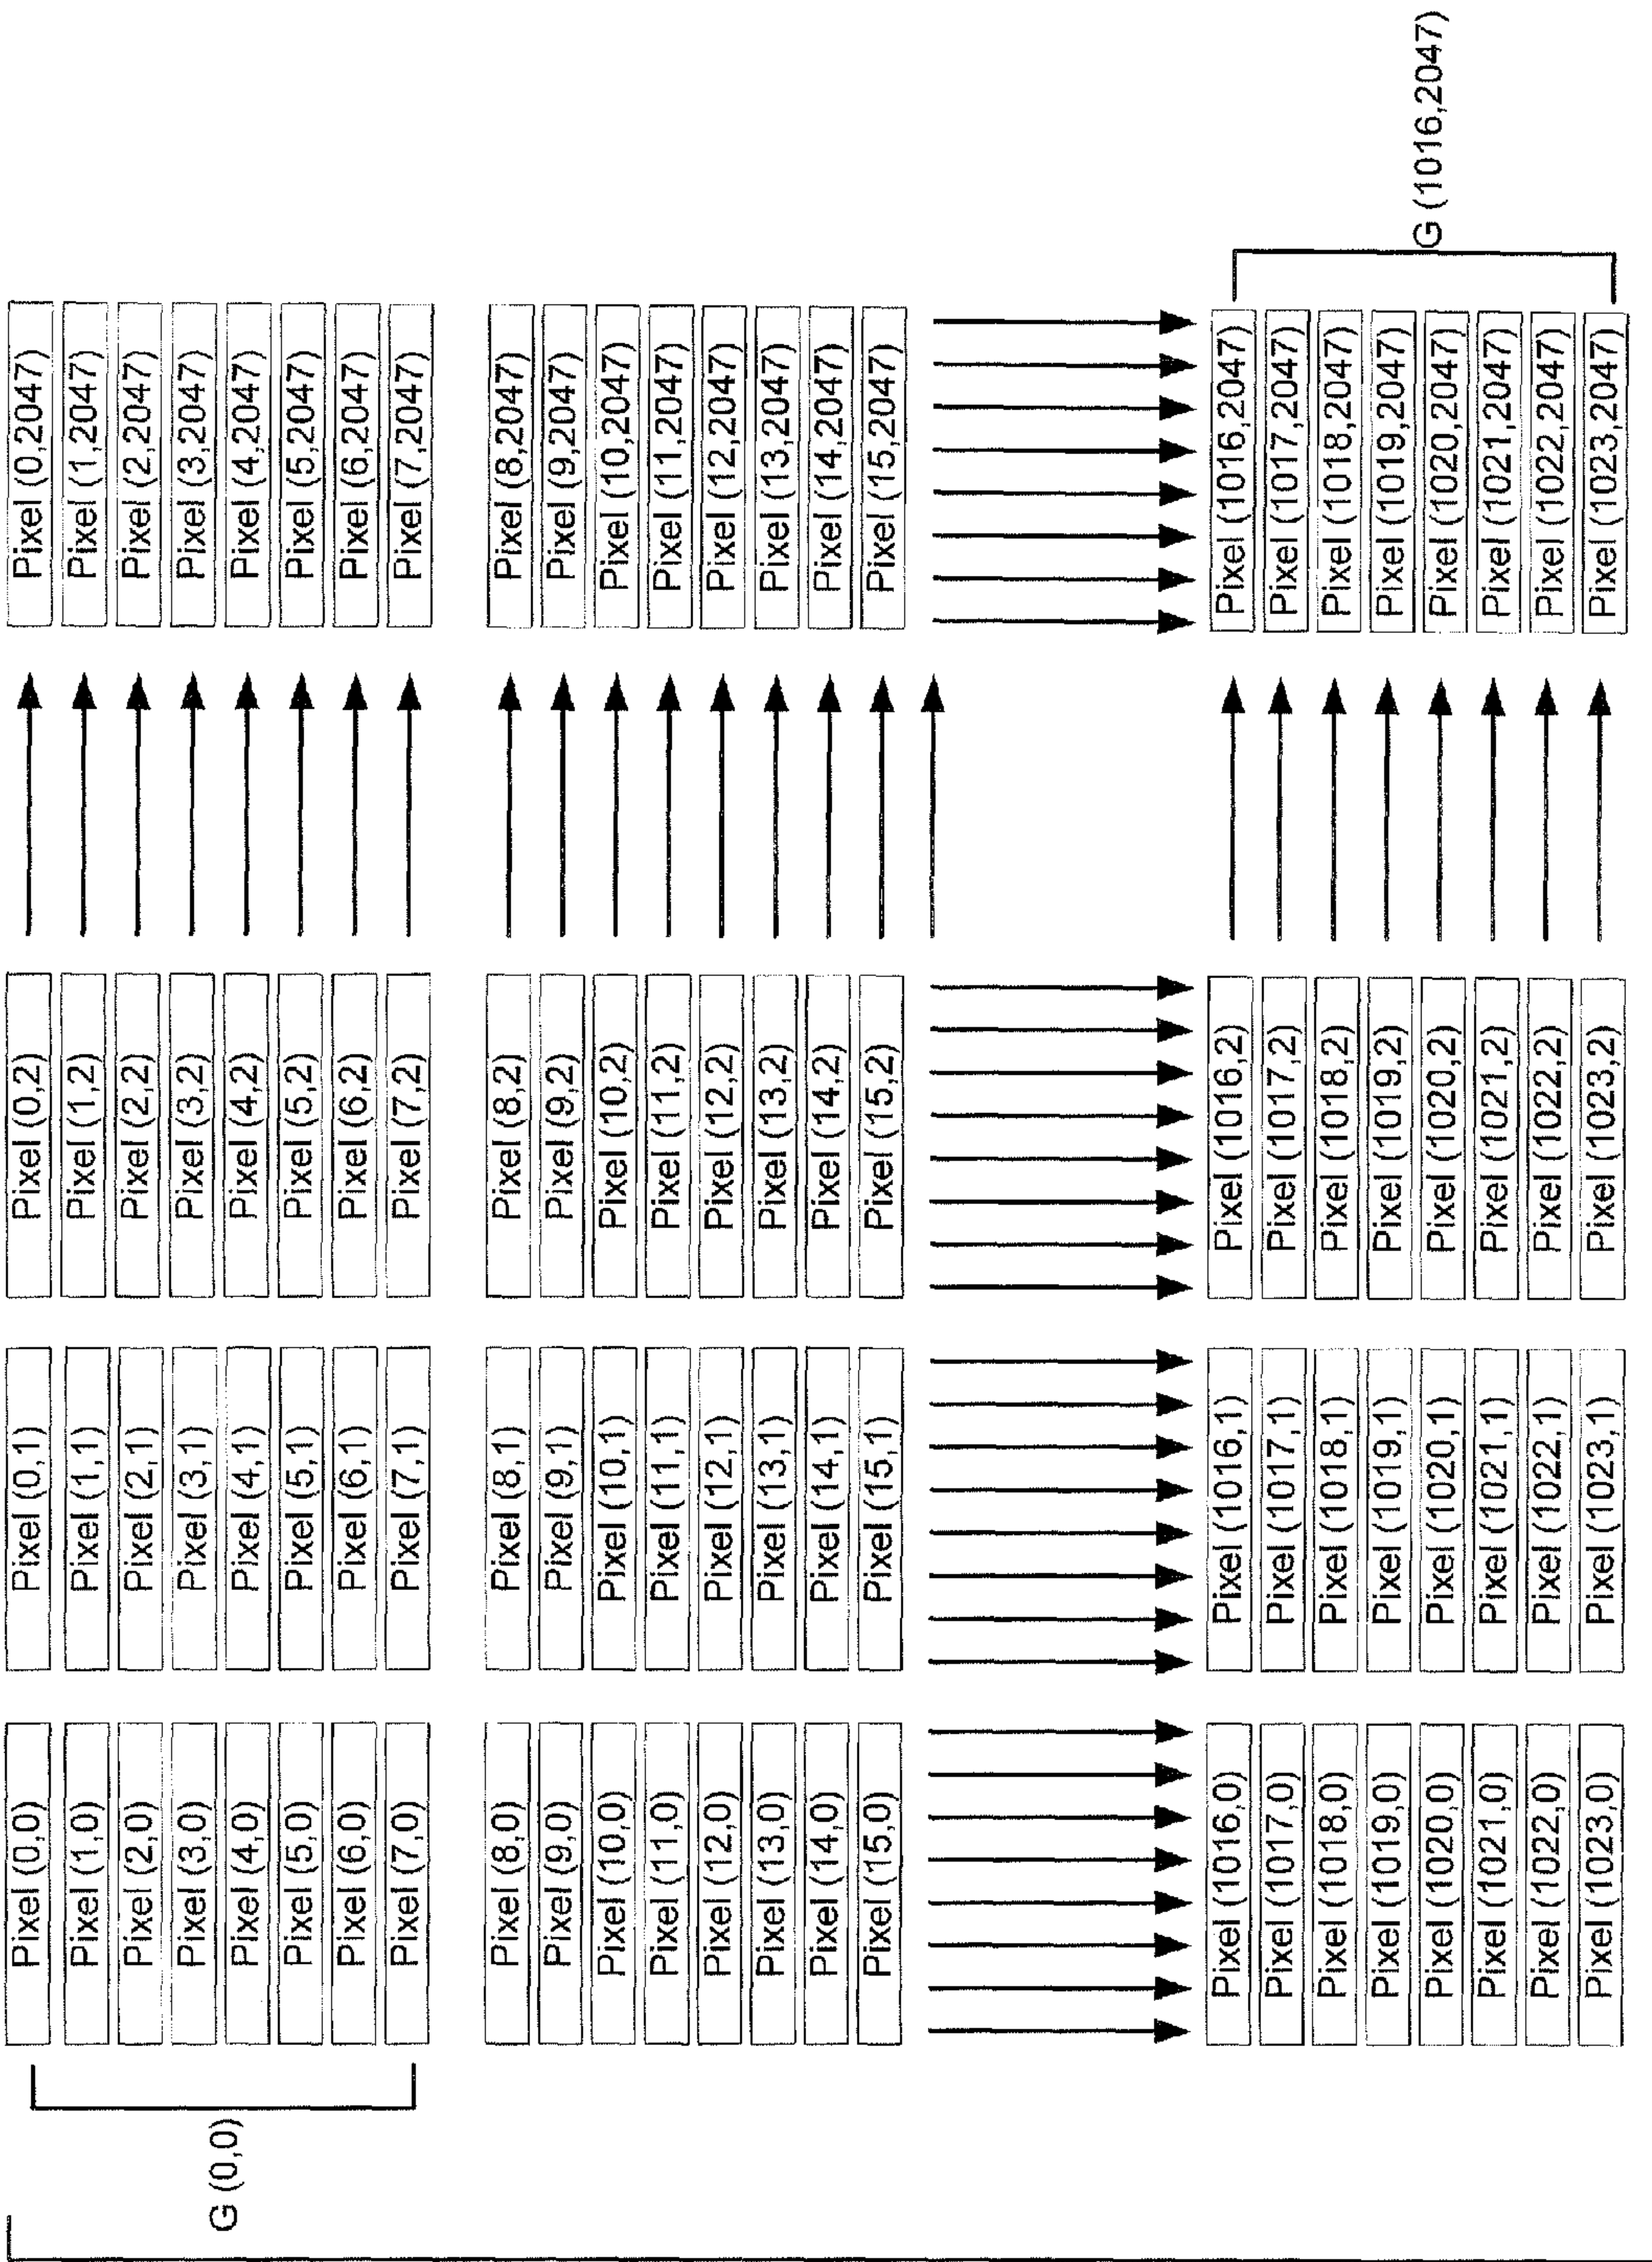 G (0,0)
Pixel (0,0) Pixel (0,1) Pixel (0,2) Pixel (0,2047)
Pixel (1,0) Pixel (1,1) Pixel (1,2) Pixel (1,2047)
Pixel (2,0) Pixel (2,1) Pixel (2,2) Pixel (2,2047)
Pixel (3,0) Pixel (3,1) Pixel (3,2) Pixel (3,2047)
Pixel (4,0) Pixel (4,1) Pixel (4,2) Pixel (4,2047)
Pixel (5,0) Pixel (5,1) Pixel (5,2) Pixel (5,2047)
Pixel (6,0) Pixel (6,1) Pixel (6,2) Pixel (6,2047)
Pixel (7,0) Pixel (7,1) Pixel (7,2) Pixel (7,2047)
Pixel (8,0) Pixel (8,1) Pixel (8,2) Pixel (8,2047)
Pixel (9,0) Pixel (9,1) Pixel (9,2) Pixel (9,2047)
Pixel (10,0) Pixel (10,1) Pixel (10,2) Pixel (10,2047)
Pixel (11,0) Pixel (11,1) Pixel (11,2) Pixel (11,2047)
Pixel (12,0) Pixel (12,1) Pixel (12,2) Pixel (12,2047)
Pixel (13,0) Pixel (13,1) Pixel (13,2) Pixel (13,2047)
Pixel (14,0) Pixel (14,1) Pixel (14,2) Pixel (14,2047)
Pixel (15,0) Pixel (15,1) Pixel (15,2) Pixel (15,2047)
Pixel (1016,0) Pixel (1016,1) Pixel (1016,2) Pixel (1016,2047)
Pixel (1017,0) Pixel (1017,1) Pixel (1017,2) Pixel (1017,2047)
Pixel (1018,0) Pixel (1018,1) Pixel (1018,2) Pixel (1018,2047)
Pixel (1019,0) Pixel (1019,1) Pixel (1019,2) Pixel (1019,2047)
Pixel (1020,0) Pixel (1020,1) Pixel (1020,2) Pixel (1020,2047)
Pixel (1021,0) Pixel (1021,1) Pixel (1021,2) Pixel (1021,2047)
Pixel (1022,0) Pixel (1022,1) Pixel (1022,2) Pixel (1022,2047)
Pixel (1023,0) Pixel (1023,1) Pixel (1023,2) Pixel (1023,2047)
G (1016,2047)